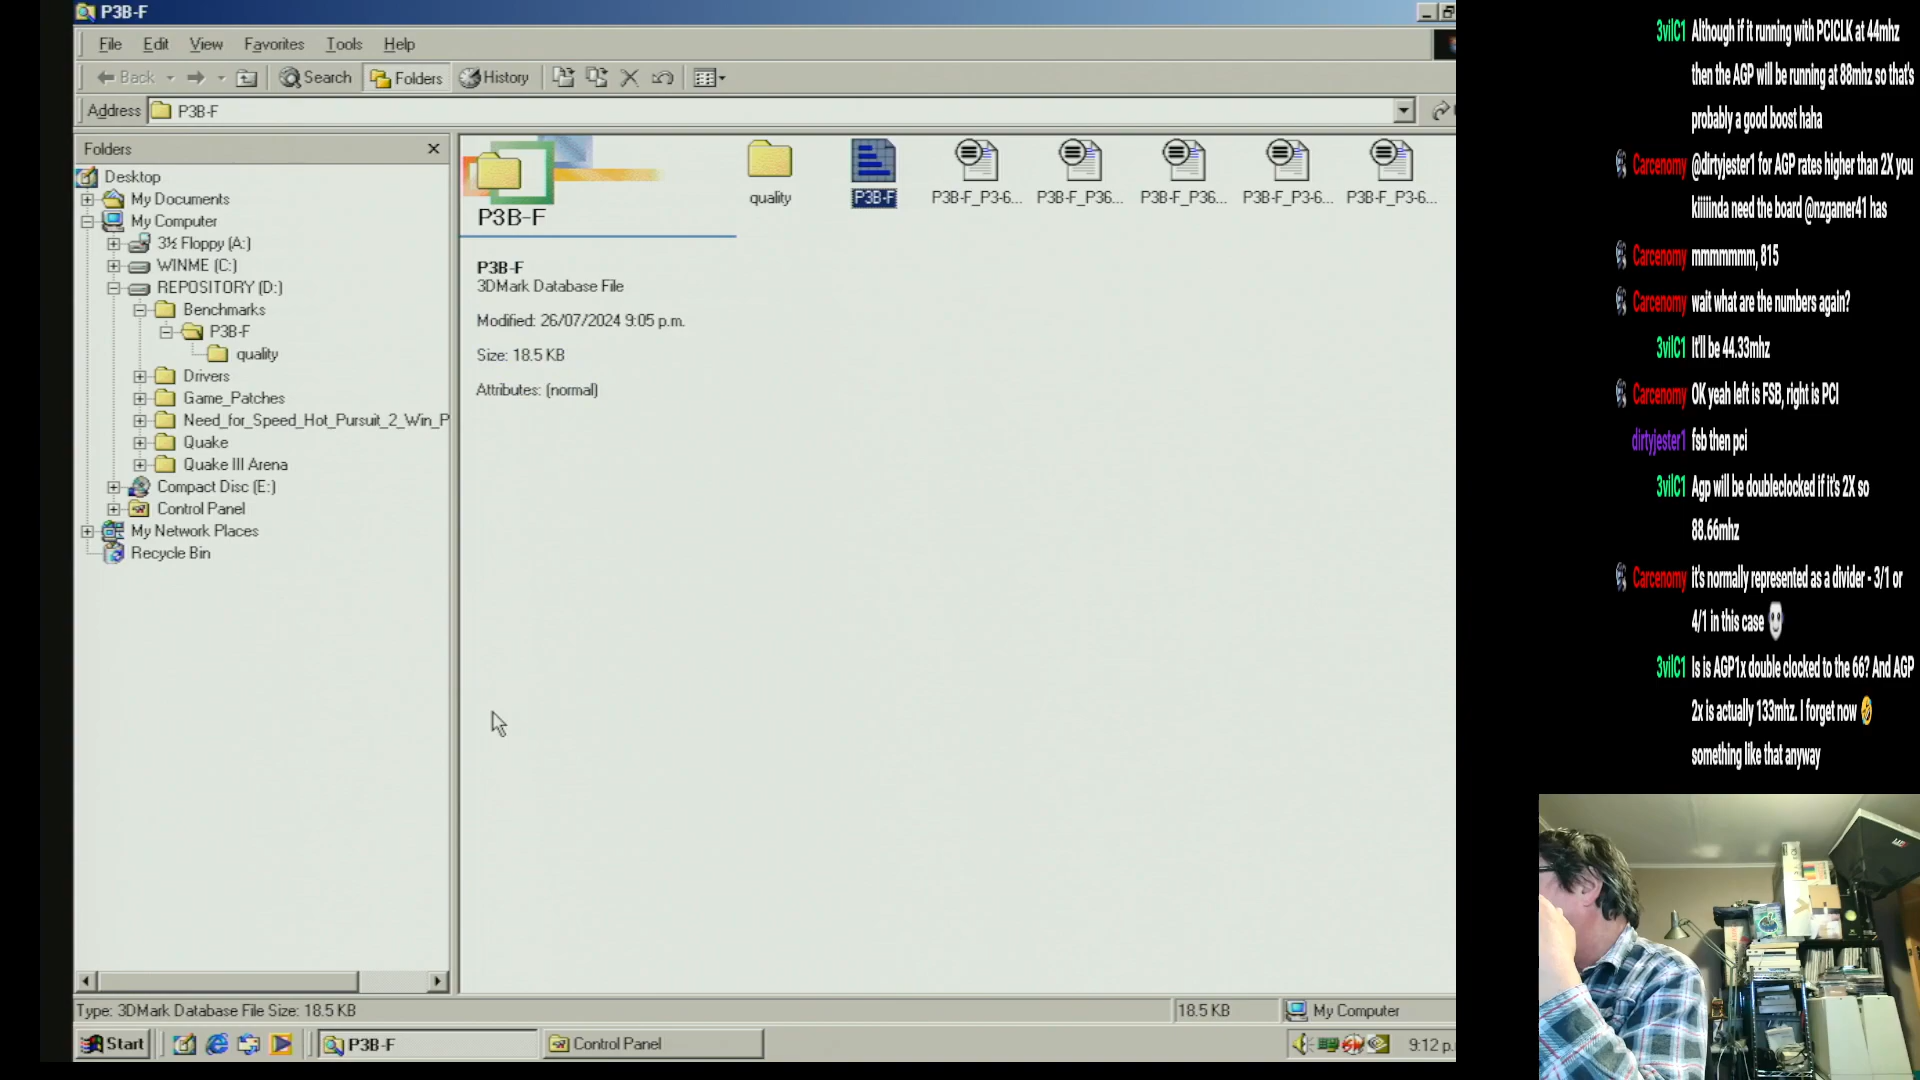 P3B-F
File Edit View Favorites Tools Help
Back Search Folders History
Address P3B-F
Folders
Desktop
My Documents
My Computer
3½ Floppy (A:)
WINME (C:)
REPOSITORY (D:)
Benchmarks
P3B-F
quality
Drivers
Game_Patches
Need_for_Speed_Hot_Pursuit_2_Win_P
Quake
Quake III Arena
Compact Disc (E:)
Control Panel
My Network Places
Recycle Bin
P3B-F
P3B-F
3DMark Database File
Modified: 26/07/2024 9:05 p.m.
Size: 18.5 KB
Attributes: (normal)
quality P3B-F P3B-F_P3-6... P3B-F_P36... P3B-F_P36... P3B-F_P3-6... P3B-F_P3-6...
Type: 3DMark Database File Size: 18.5 KB 18.5 KB My Computer
Start P3B-F Control Panel 9:12 p.
3vilC1 Although if it running with PCICLK at 44mhz
then the AGP will be running at 88mhz so that's
probably a good boost haha
Carcenomy @dirtyjester1 for AGP rates higher than 2X you
kiiiiinda need the board @nzgamer41 has
Carcenomy mmmmmmm, 815
Carcenomy wait what are the numbers again?
3vilC1 It'll be 44.33mhz
Carcenomy OK yeah left is FSB, right is PCI
dirtyjester1 fsb then pci
3vilC1 Agp will be doubleclocked if it's 2X so
88.66mhz
Carcenomy it's normally represented as a divider - 3/1 or
4/1 in this case
3vilC1 Is is AGP1x double clocked to the 66? And AGP
2x is actually 133mhz. I forget now 🤣
something like that anyway